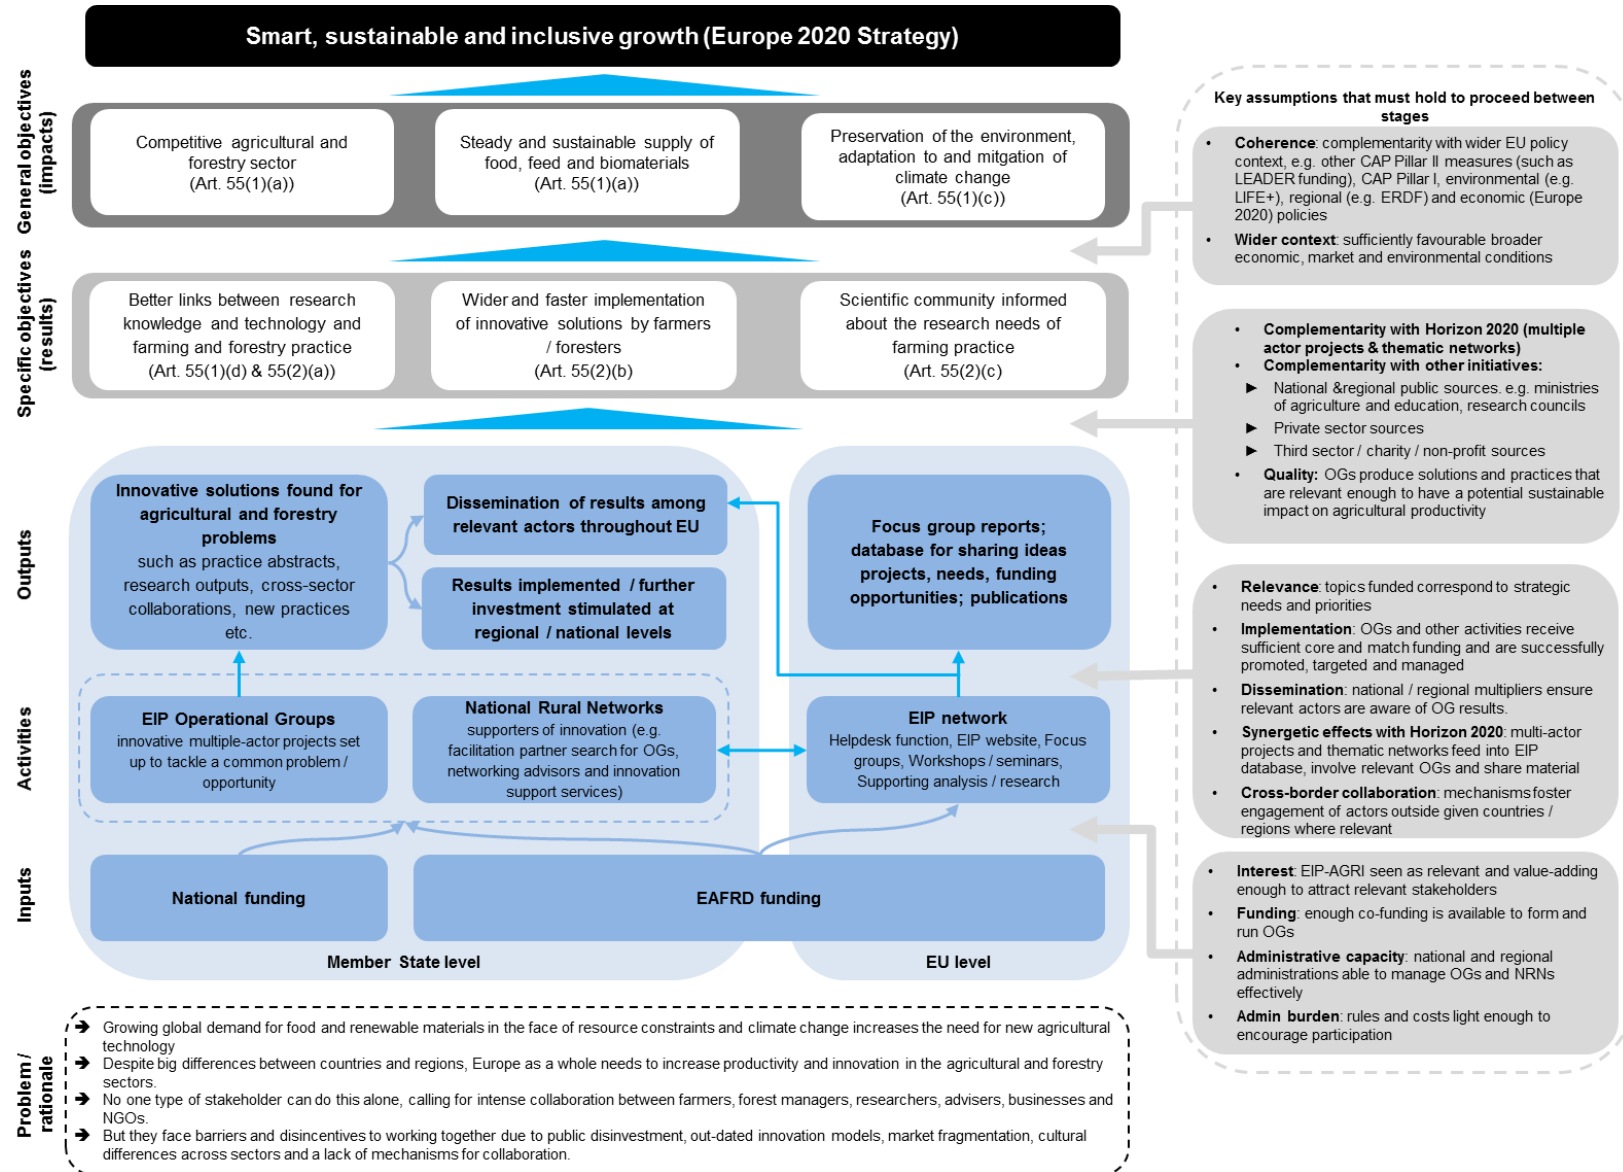 Smart, sustainable and inclusive growth (Europe 2020 Strategy)
General objectives
(impacts)
Competitive agricultural and
forestry sector
(Art. 55(1)(a))
Steady and sustainable supply of
food, feed and biomaterials
(Art. 55(1)(a))
Preservation of the environment,
adaptation to and mitgation of
climate change
(Art. 55(1)(c))
Specific objectives
(results)
Better links between research
knowledge and technology and
farming and forestry practice
(Art. 55(1)(d) & 55(2)(a))
Wider and faster implementation
of innovative solutions by farmers
/ foresters
(Art. 55(2)(b)
Scientific community informed
about the research needs of
farming practice
(Art. 55(2)(c)
Outputs
Innovative solutions found for
agricultural and forestry
problems
such as practice abstracts,
research outputs, cross-sector
collaborations, new practices
etc.
Dissemination of results among
relevant actors throughout EU
Results implemented / further
investment stimulated at
regional / national levels
Focus group reports;
database for sharing ideas
projects, needs, funding
opportunities; publications
Activities
EIP Operational Groups
innovative multiple-actor projects set
up to tackle a common problem /
opportunity
National Rural Networks
supporters of innovation (e.g.
facilitation partner search for OGs,
networking advisors and innovation
support services)
EIP network
Helpdesk function, EIP website, Focus
groups, Workshops / seminars,
Supporting analysis / research
Inputs
National funding
EAFRD funding
Member State level
EU level
Problem /
rationale
➔ Growing global demand for food and renewable materials in the face of resource constraints and climate change increases the need for new agricultural
technology
➔ Despite big differences between countries and regions, Europe as a whole needs to increase productivity and innovation in the agricultural and forestry
sectors.
➔ No one type of stakeholder can do this alone, calling for intense collaboration between farmers, forest managers, researchers, advisers, businesses and
NGOs.
➔ But they face barriers and disincentives to working together due to public disinvestment, out-dated innovation models, market fragmentation, cultural
differences across sectors and a lack of mechanisms for collaboration.
Key assumptions that must hold to proceed between
stages
• Coherence: complementarity with wider EU policy
context, e.g. other CAP Pillar II measures (such as
LEADER funding), CAP Pillar I, environmental (e.g.
LIFE+), regional (e.g. ERDF) and economic (Europe
2020) policies
• Wider context: sufficiently favourable broader
economic, market and environmental conditions
• Complementarity with Horizon 2020 (multiple
actor projects & thematic networks)
• Complementarity with other initiatives:
► National &regional public sources. e.g. ministries
of agriculture and education, research councils
► Private sector sources
► Third sector / charity / non-profit sources
• Quality: OGs produce solutions and practices that
are relevant enough to have a potential sustainable
impact on agricultural productivity
• Relevance: topics funded correspond to strategic
needs and priorities
• Implementation: OGs and other activities receive
sufficient core and match funding and are successfully
promoted, targeted and managed
• Dissemination: national / regional multipliers ensure
relevant actors are aware of OG results.
• Synergetic effects with Horizon 2020: multi-actor
projects and thematic networks feed into EIP
database, involve relevant OGs and share material
• Cross-border collaboration: mechanisms foster
engagement of actors outside given countries /
regions where relevant
• Interest: EIP-AGRI seen as relevant and value-adding
enough to attract relevant stakeholders
• Funding: enough co-funding is available to form and
run OGs
• Administrative capacity: national and regional
administrations able to manage OGs and NRNs
effectively
• Admin burden: rules and costs light enough to
encourage participation